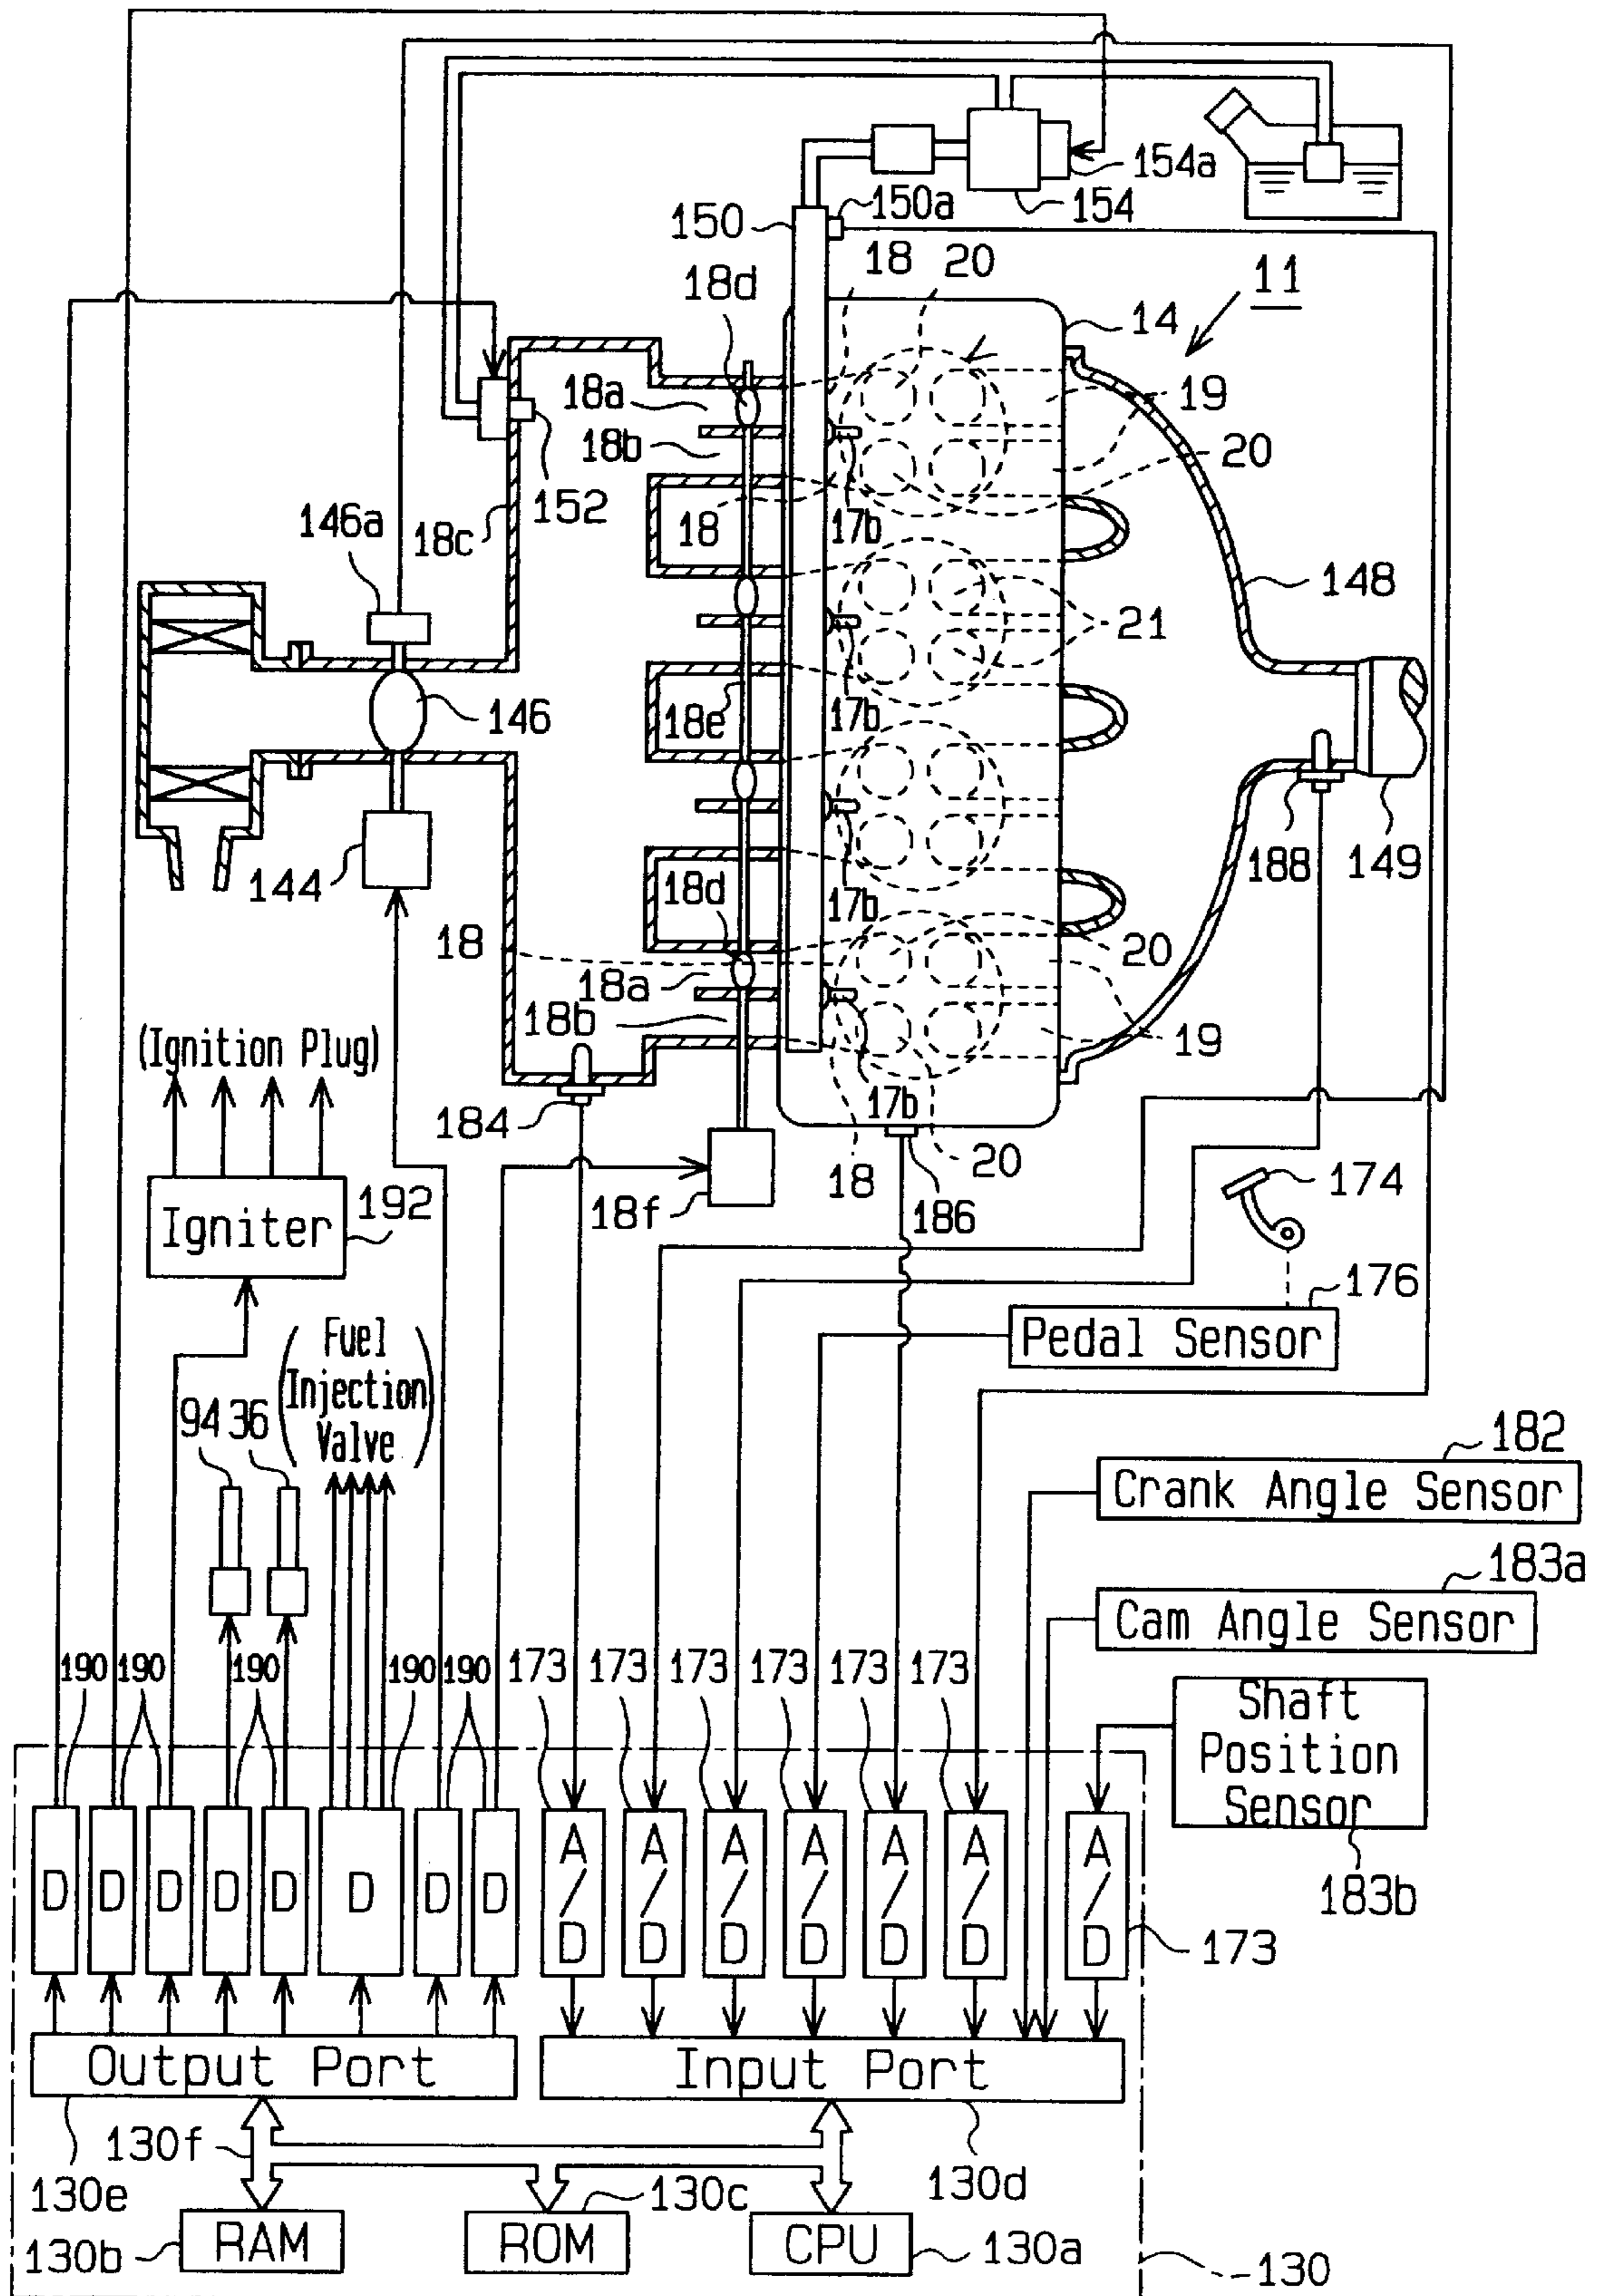 154a
150a
154
150
18
20
11
18d
14
18a
19
18b
20
152
146a
18c
18
17b
148
21
146
18e
17b
144
18d
188
149
17b
18
20
18a
18b
19
(Ignition Plug)
17b
184
20
18
174
18f
186
Igniter
192
176
Pedal Sensor
(Fuel
Injection
Valve)
94 36
182
Crank Angle Sensor
183a
Cam Angle Sensor
190 190 190 190 190 173 173 173 173 173 173
Shaft
Position
Sensor
183b
D D D D D D D D A/D A/D A/D A/D A/D A/D A/D
173
Output Port
Input Port
130f
130e
130c
130d
130b
RAM
ROM
CPU
130a
130